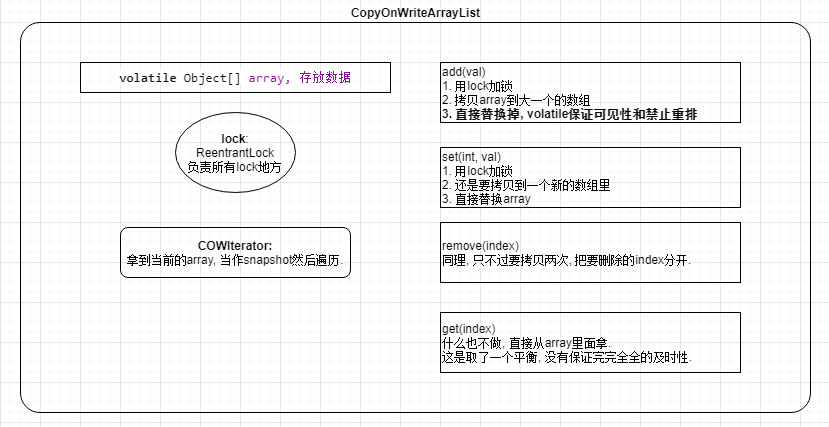 CopyOnWriteArrayList
volatile Object[] array, 存放数据
lock:
ReentrantLock
负责所有lock地方
COWIterator:
拿到当前的array, 当作snapshot然后遍历.
add(val)
1. 用lock加锁
2. 拷贝array到大一个的数组
3. 直接替换掉, volatile保证可见性和禁止重排
set(int, val)
1. 用lock加锁
2. 还是要拷贝到一个新的数组里
3. 直接替换array
remove(index)
同理, 只不过要拷贝两次, 把要删除的index分开.
get(index)
什么也不做, 直接从array里面拿.
这是取了一个平衡, 没有保证完完全全的及时性.